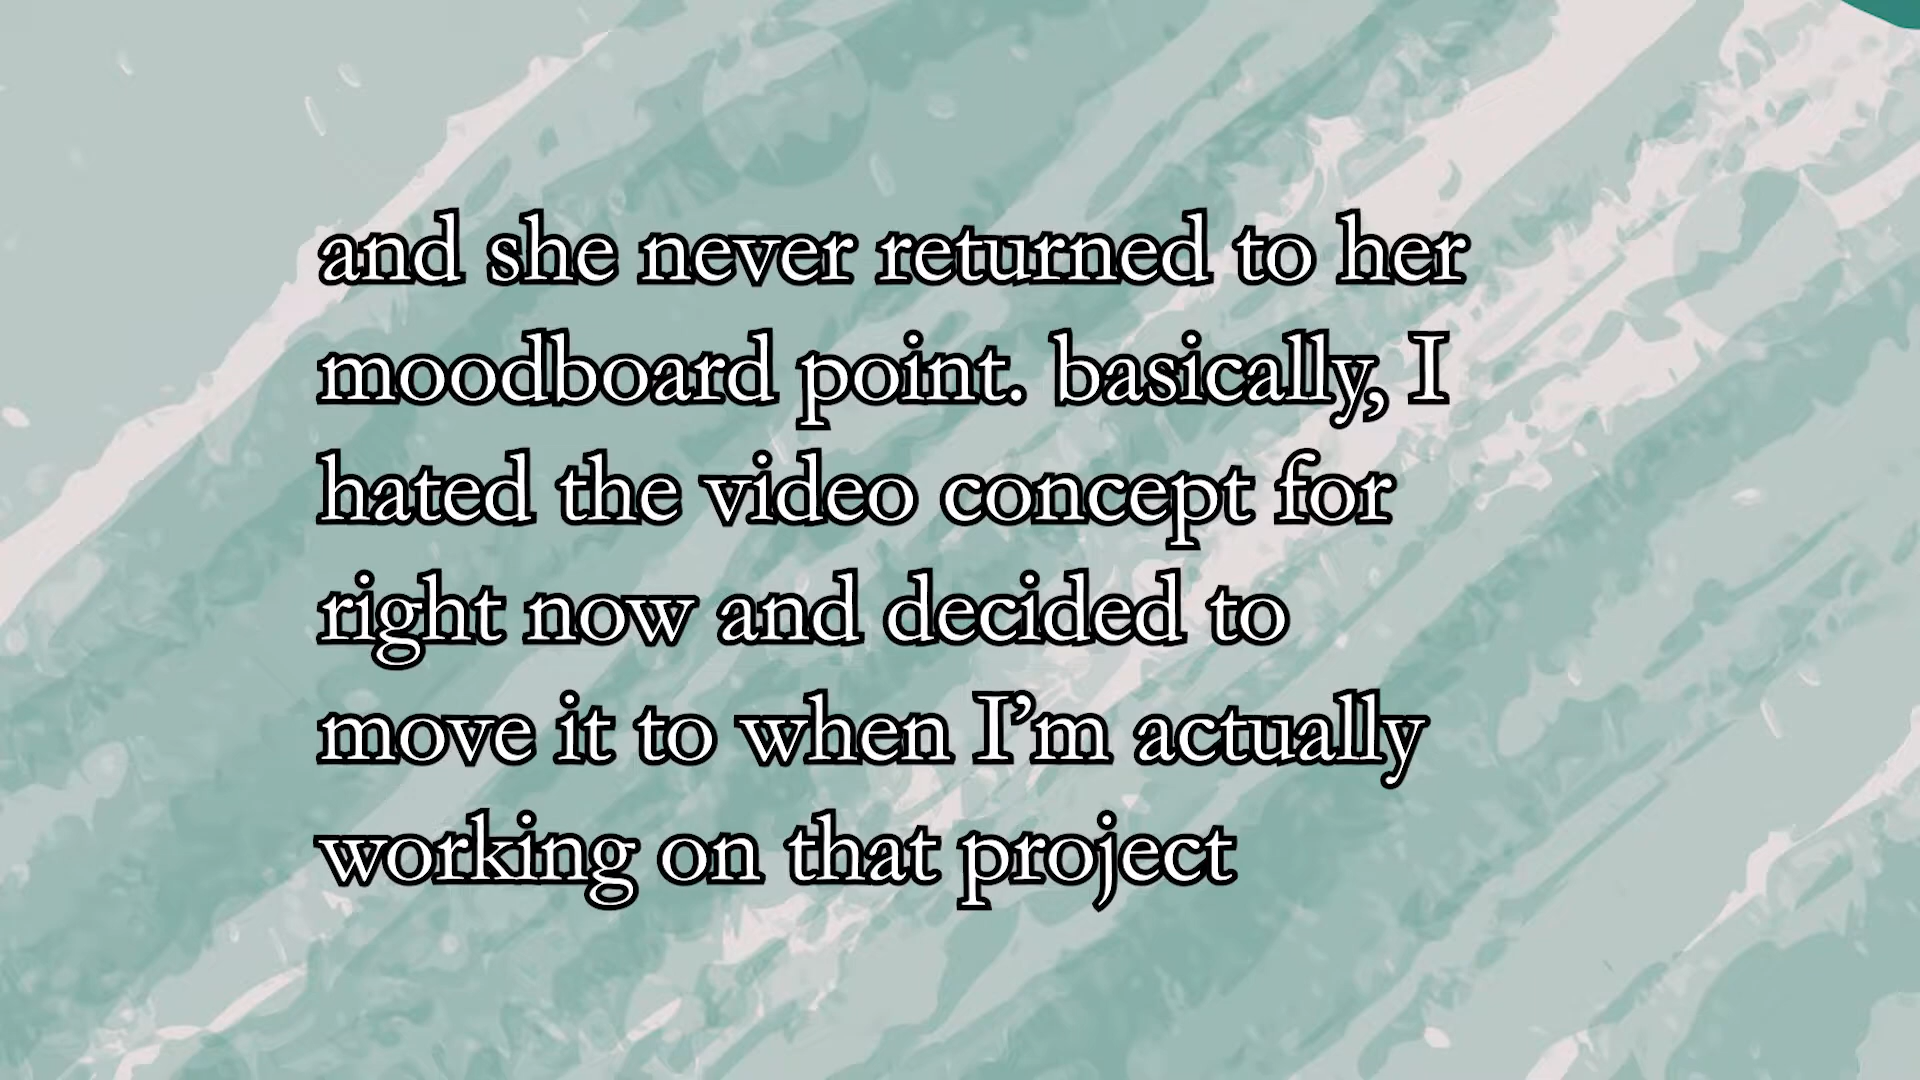 and she never returned to her
moodboard point. basically, I
hated the video concept for
right now and decided to
move it to when I’m actually
working on that project